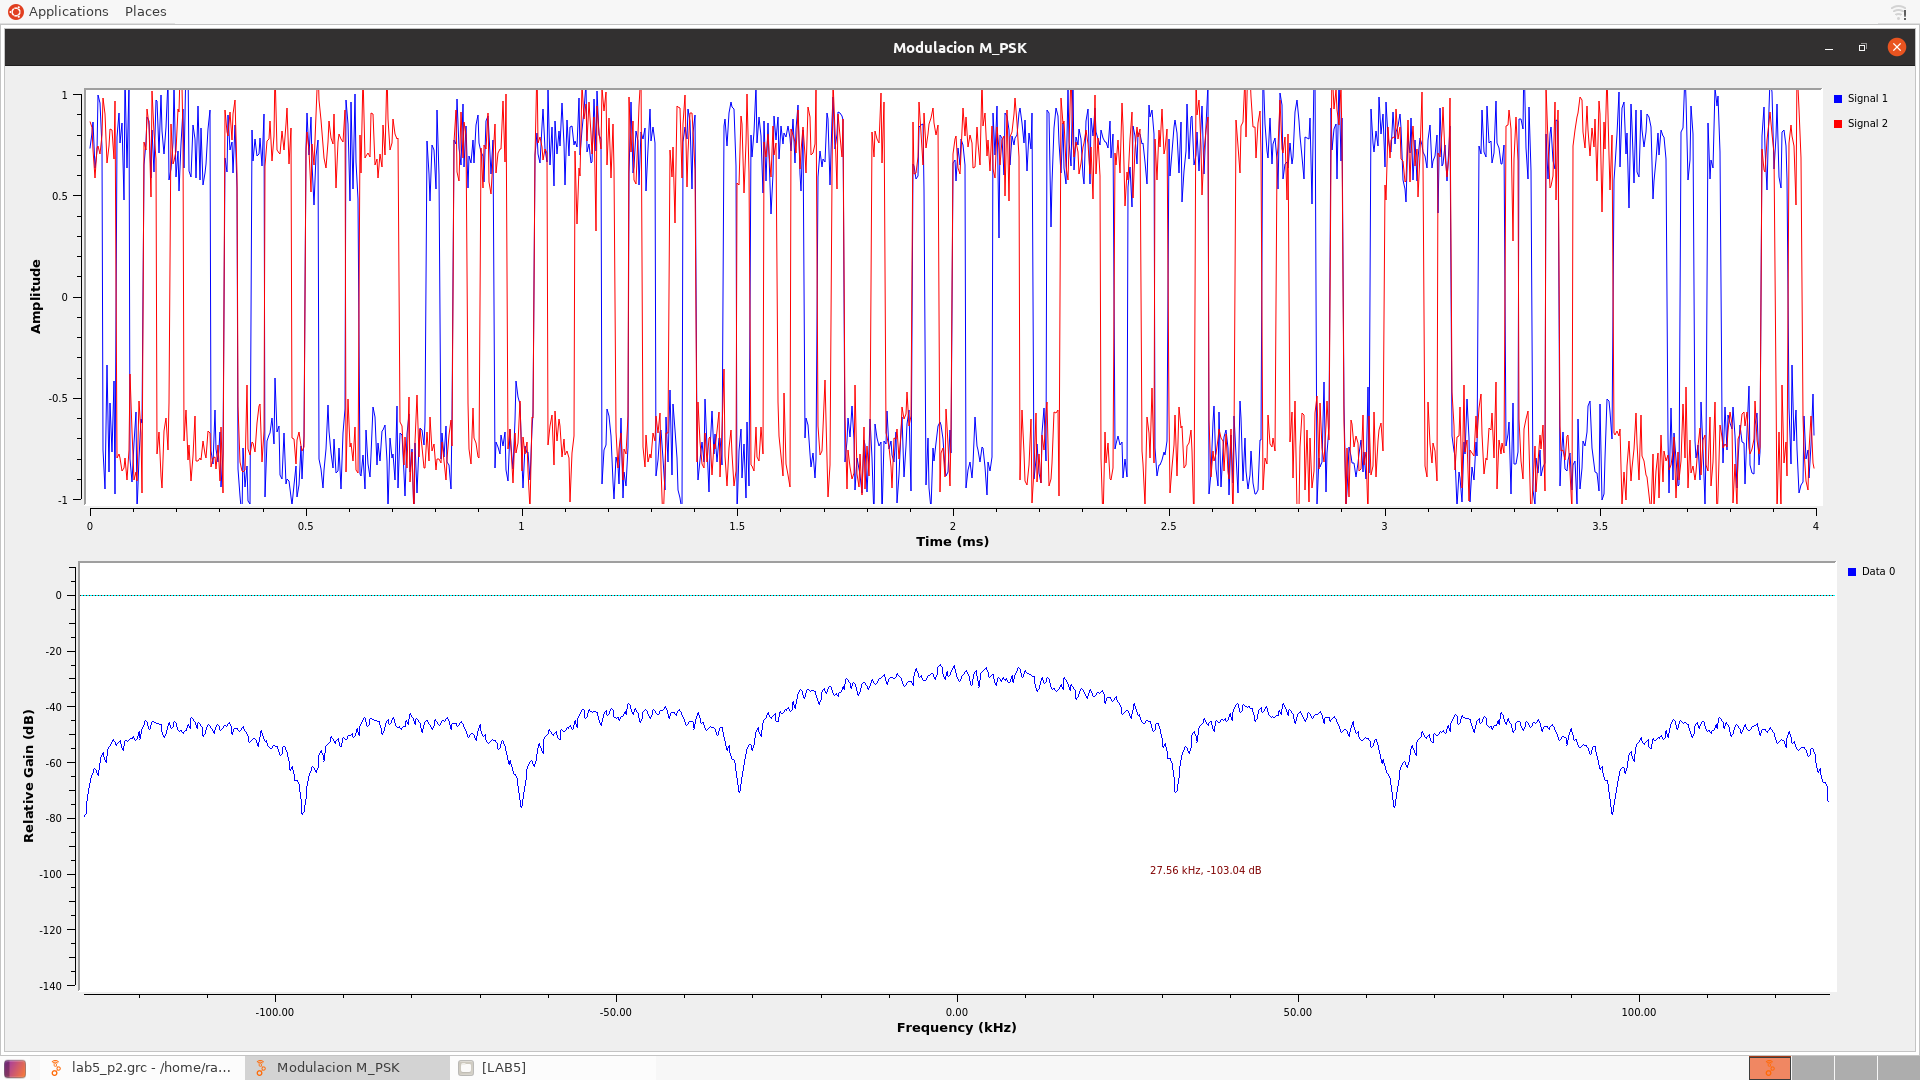 Applications Places
Modulacion M_PSK
1
0.5
0
-0.5
-1
Amplitude
0 0.5 1 1.5 2 2.5 3 3.5 4
Time (ms)
Signal 1
Signal 2
0
-20
-40
-60
-80
-100
-120
-140
Relative Gain (dB)
Data 0
27.56 kHz, -103.04 dB
-100.00 -50.00 0.00 50.00 100.00
Frequency (kHz)
lab5_p2.grc - /home/ra... Modulacion M_PSK [LAB5]